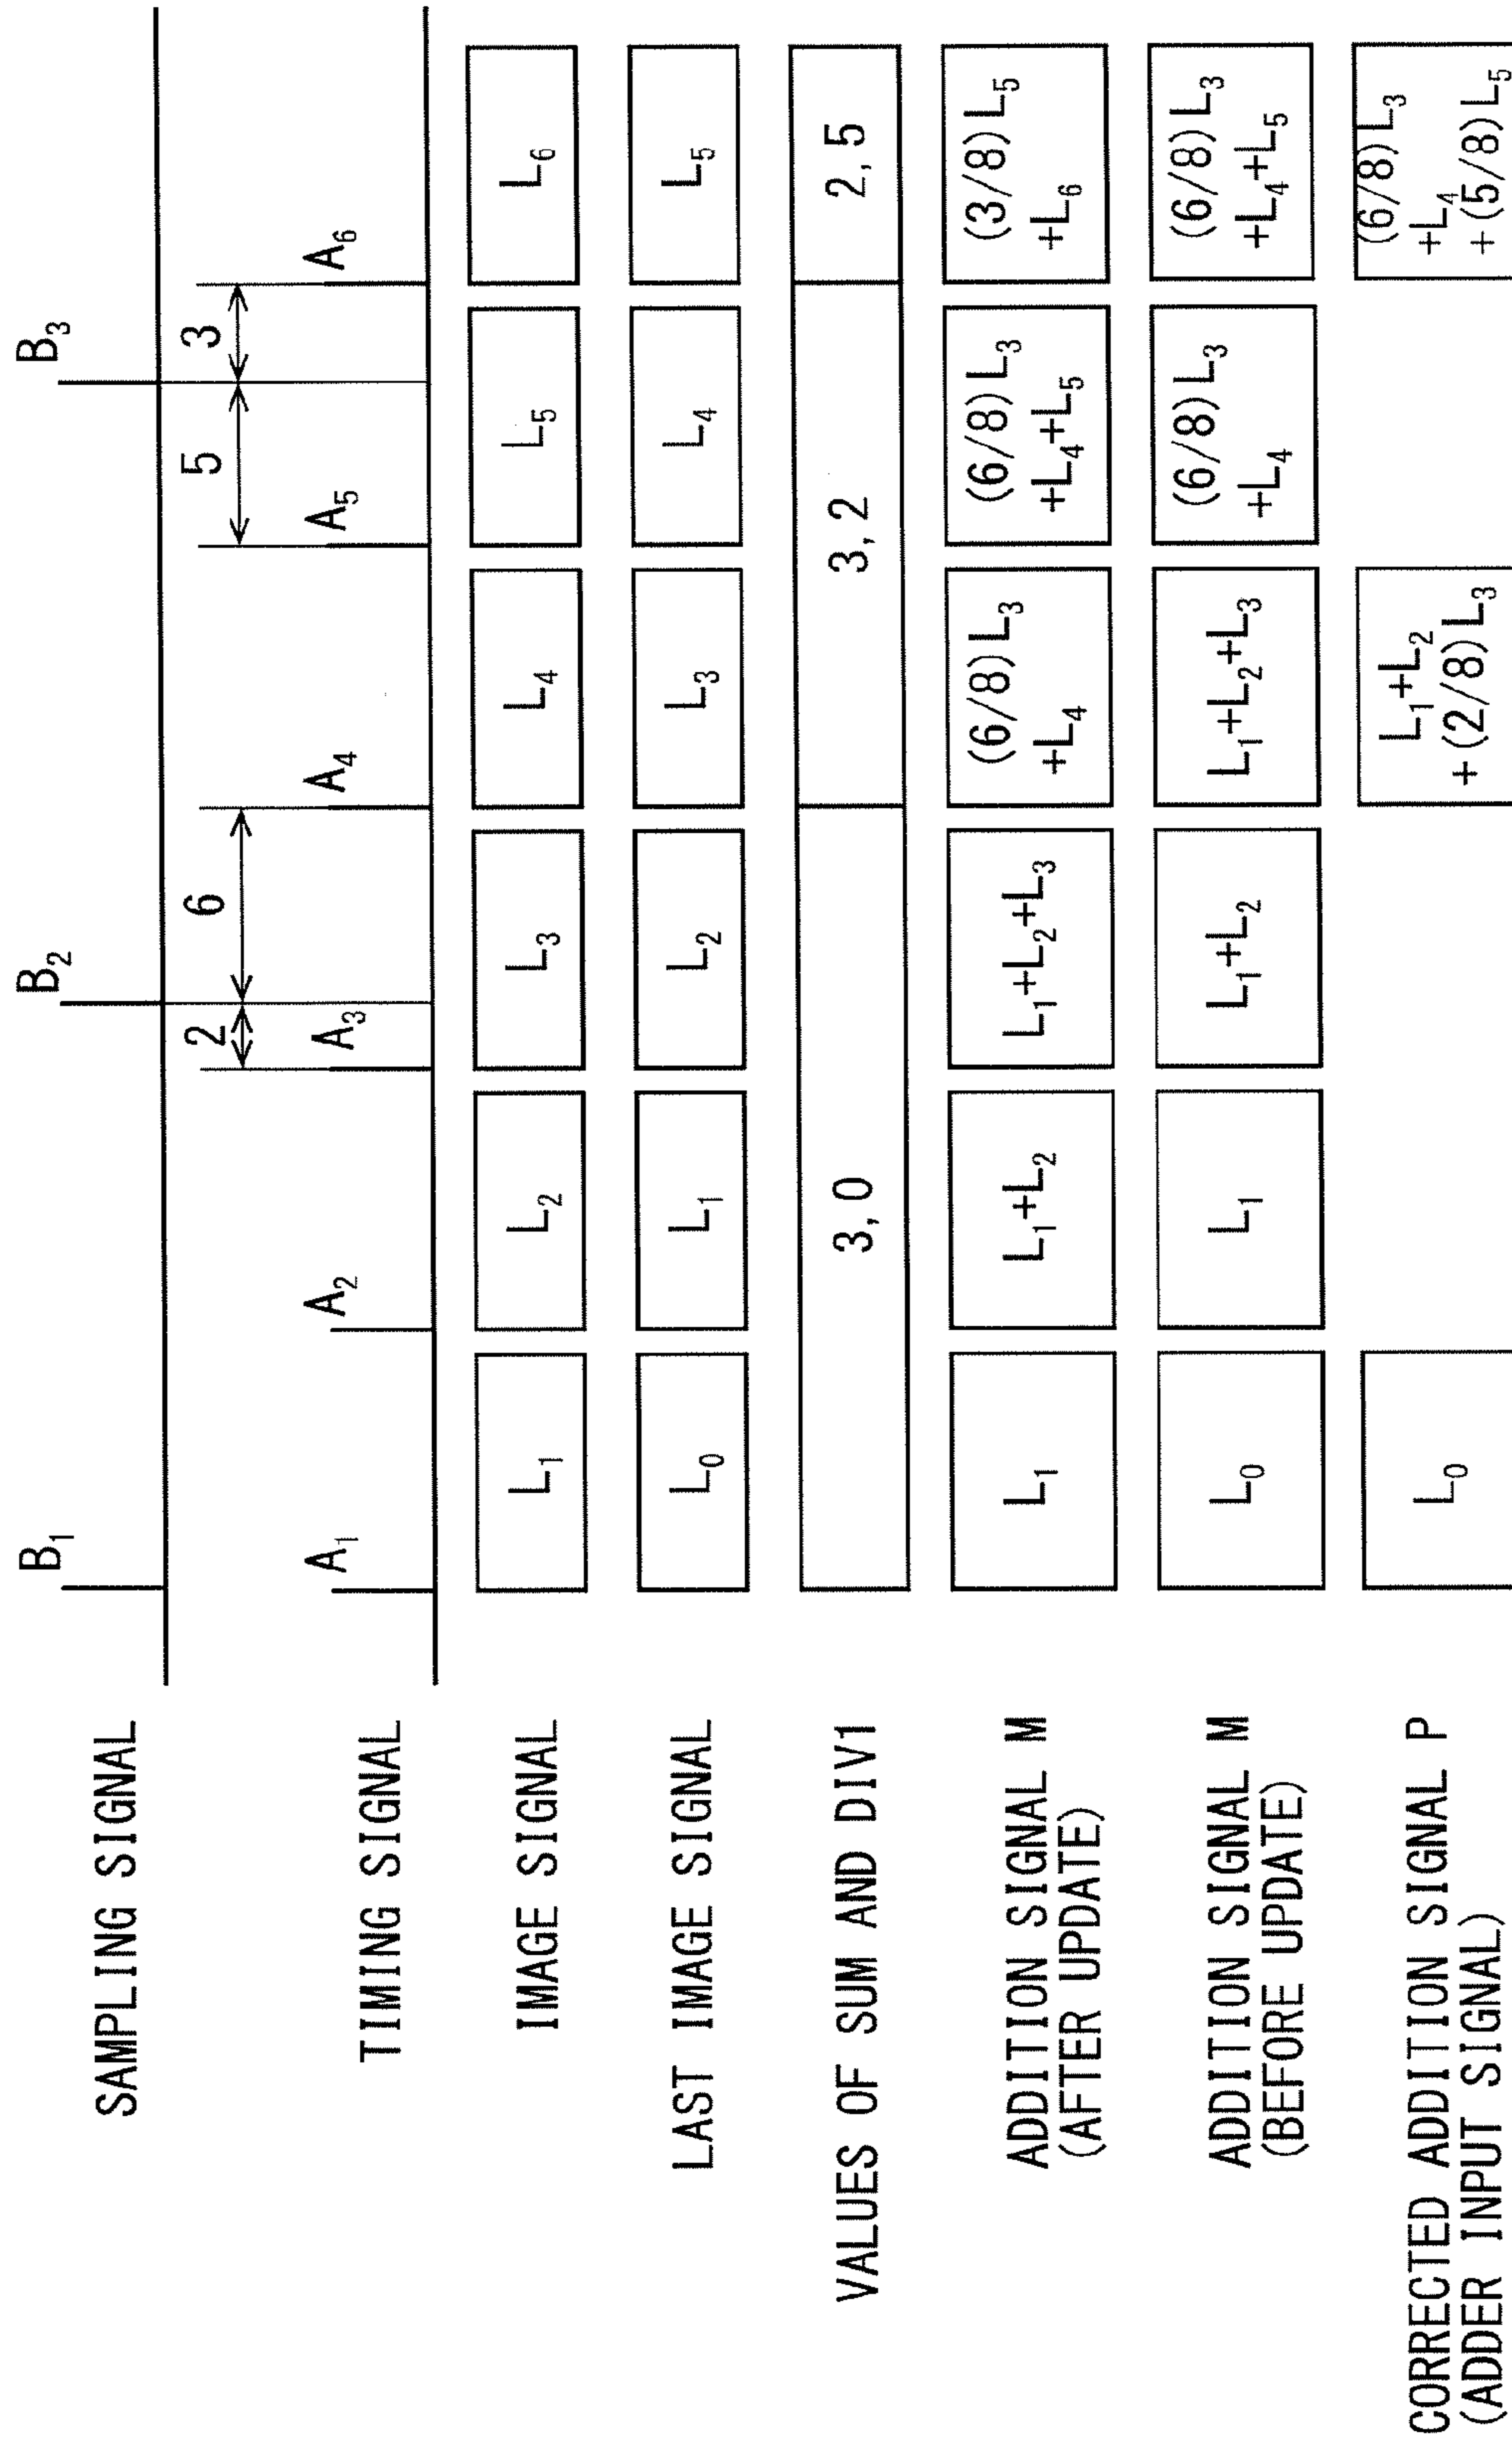 SAMPLING SIGNAL
B₁
B₂
B₃
2
6
5
3
TIMING SIGNAL
A₁
A₂
A₃
A₄
A₅
A₆
IMAGE SIGNAL
L₁
L₂
L₃
L₄
L₅
L₆
LAST IMAGE SIGNAL
L₀
L₁
L₂
L₃
L₄
L₅
VALUES OF SUM AND DIV1
3, 0
3, 2
2, 5
ADDITION SIGNAL M
(AFTER UPDATE)
L₁
L₁+L₂
L₁+L₂+L₃
(6/8)L₃
+L₄
(6/8)L₃
+L₄+L₅
(3/8)L₅
+L₆
ADDITION SIGNAL M
(BEFORE UPDATE)
L₀
L₁
L₁+L₂
L₁+L₂+L₃
(6/8)L₃
+L₄
(6/8)L₃
+L₄+L₅
CORRECTED ADDITION SIGNAL P
(ADDER INPUT SIGNAL)
L₀
L₁+L₂
+(2/8)L₃
(6/8)L₃
+L₄
+(5/8)L₅